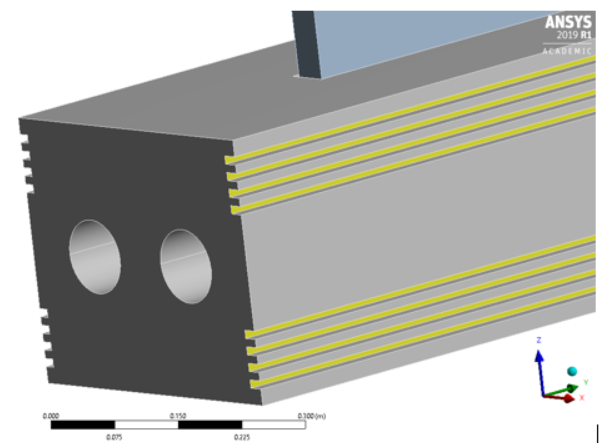 ANSYS
2019 R1
ACADEMIC
Z
Y
X
0.000
0.150
0.300 (m)
0.075
0.225